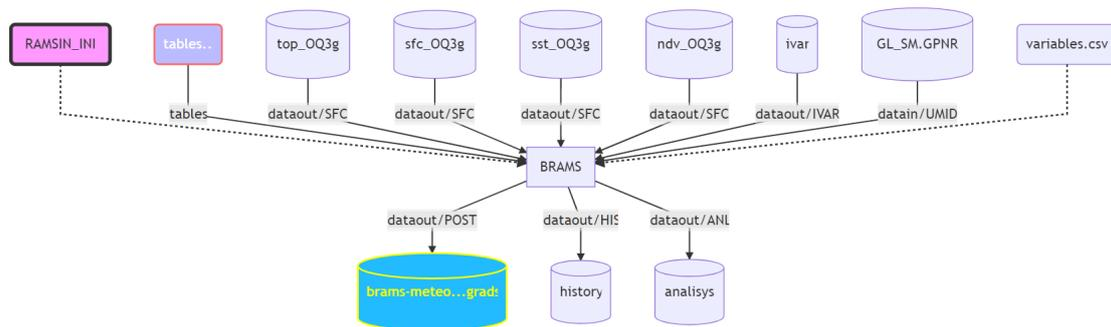 RAMSIN_INI
tables..
top_OQ3g
sfc_OQ3g
sst_OQ3g
ndv_OQ3g
ivar
GL_SM.GPNR
variables.csv
tables
dataout/SFC
dataout/SFC
dataout/SFC
dataout/SFC
dataout/IVAR
datain/UMID
BRAMS
dataout/POST
dataout/HIS
dataout/ANL
brams-meteo...grads
history
analisys